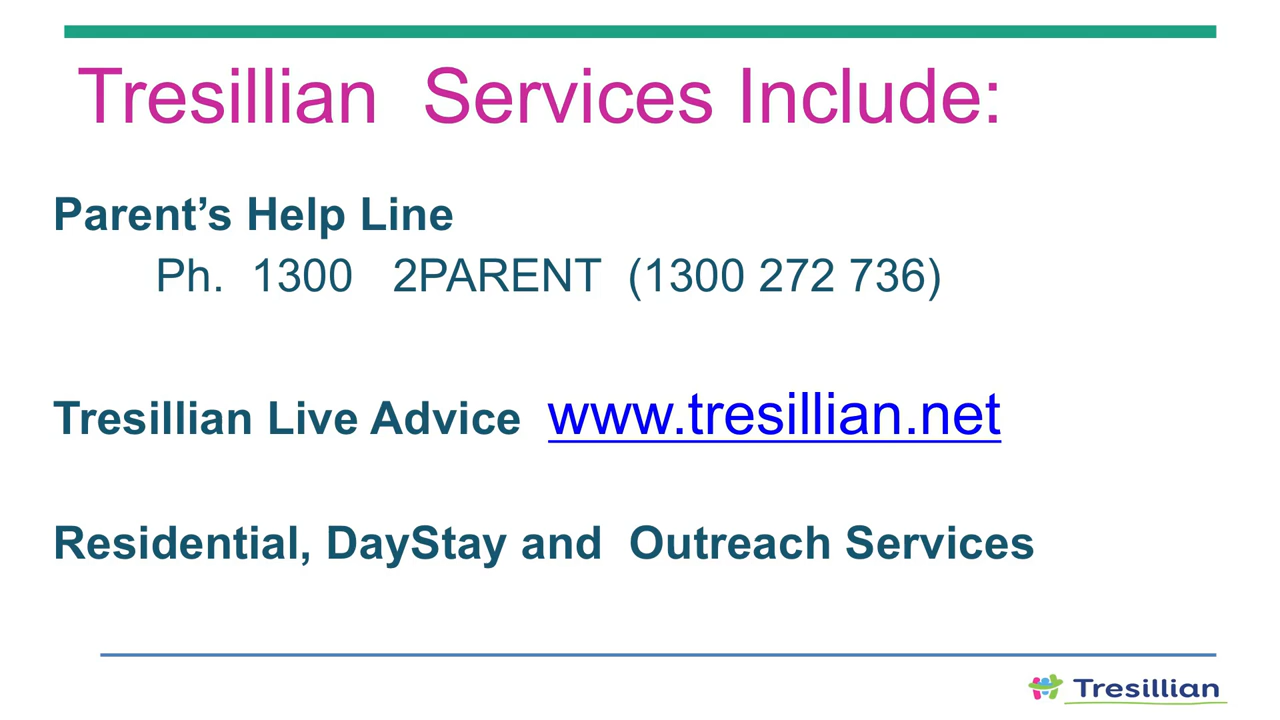 Tresillian  Services Include:
Parent’s Help Line
Ph.  1300   2PARENT  (1300 272 736)
Tresillian Live Advice  www.tresillian.net
Residential, DayStay and  Outreach Services
Tresillian